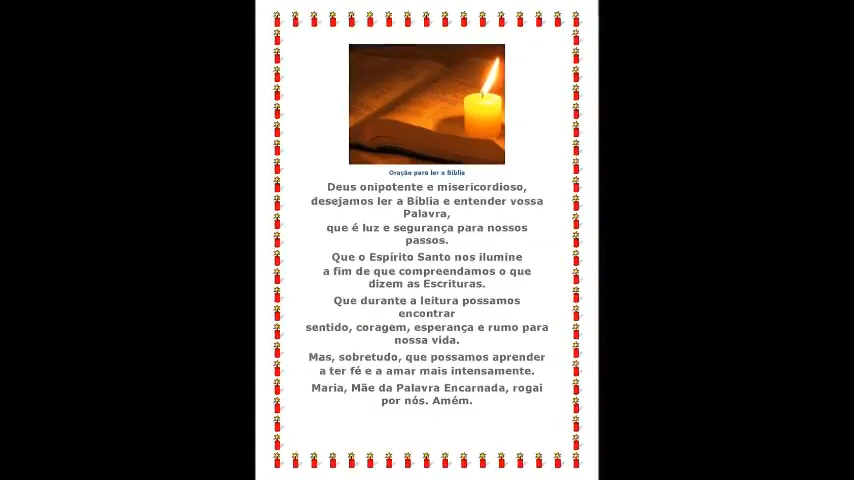 Oração para ler a Bíblia
Deus onipotente e misericordioso,
desejamos ler a Bíblia e entender vossa
Palavra,
que é luz e segurança para nossos
passos.
Que o Espírito Santo nos ilumine
a fim de que compreendamos o que
dizem as Escrituras.
Que durante a leitura possamos
encontrar
sentido, coragem, esperança e rumo para
nossa vida.
Mas, sobretudo, que possamos aprender
a ter fé e a amar mais intensamente.
Maria, Mãe da Palavra Encarnada, rogai
por nós. Amém.